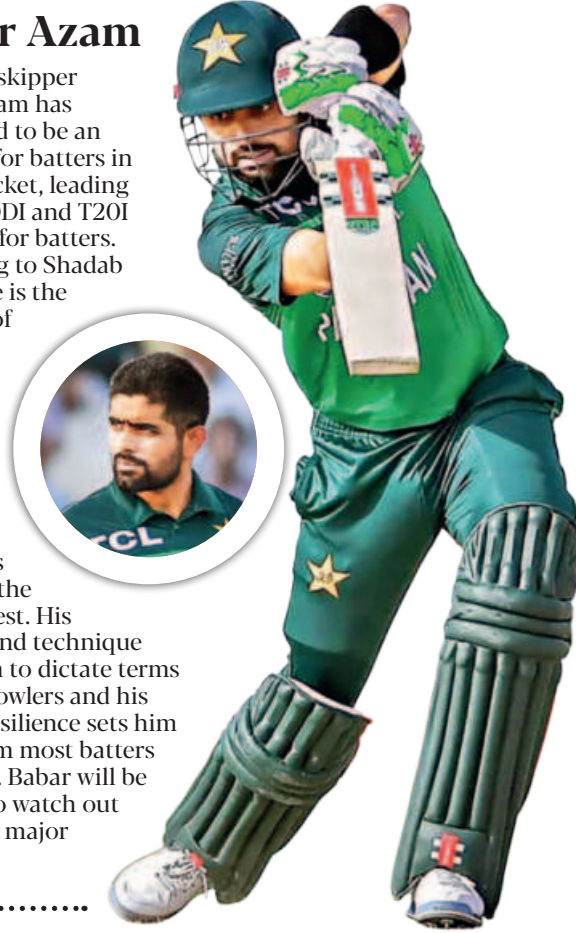 r Azam
skipper
am has
d to be an
for batters in
cket, leading
DI and T20I
for batters.
g to Shadab
e is the
of
TCL
s
the
est. His
nd technique
n to dictate terms
owlers and his
silience sets him
m most batters
. Babar will be
o watch out
major
...........
TC
AN